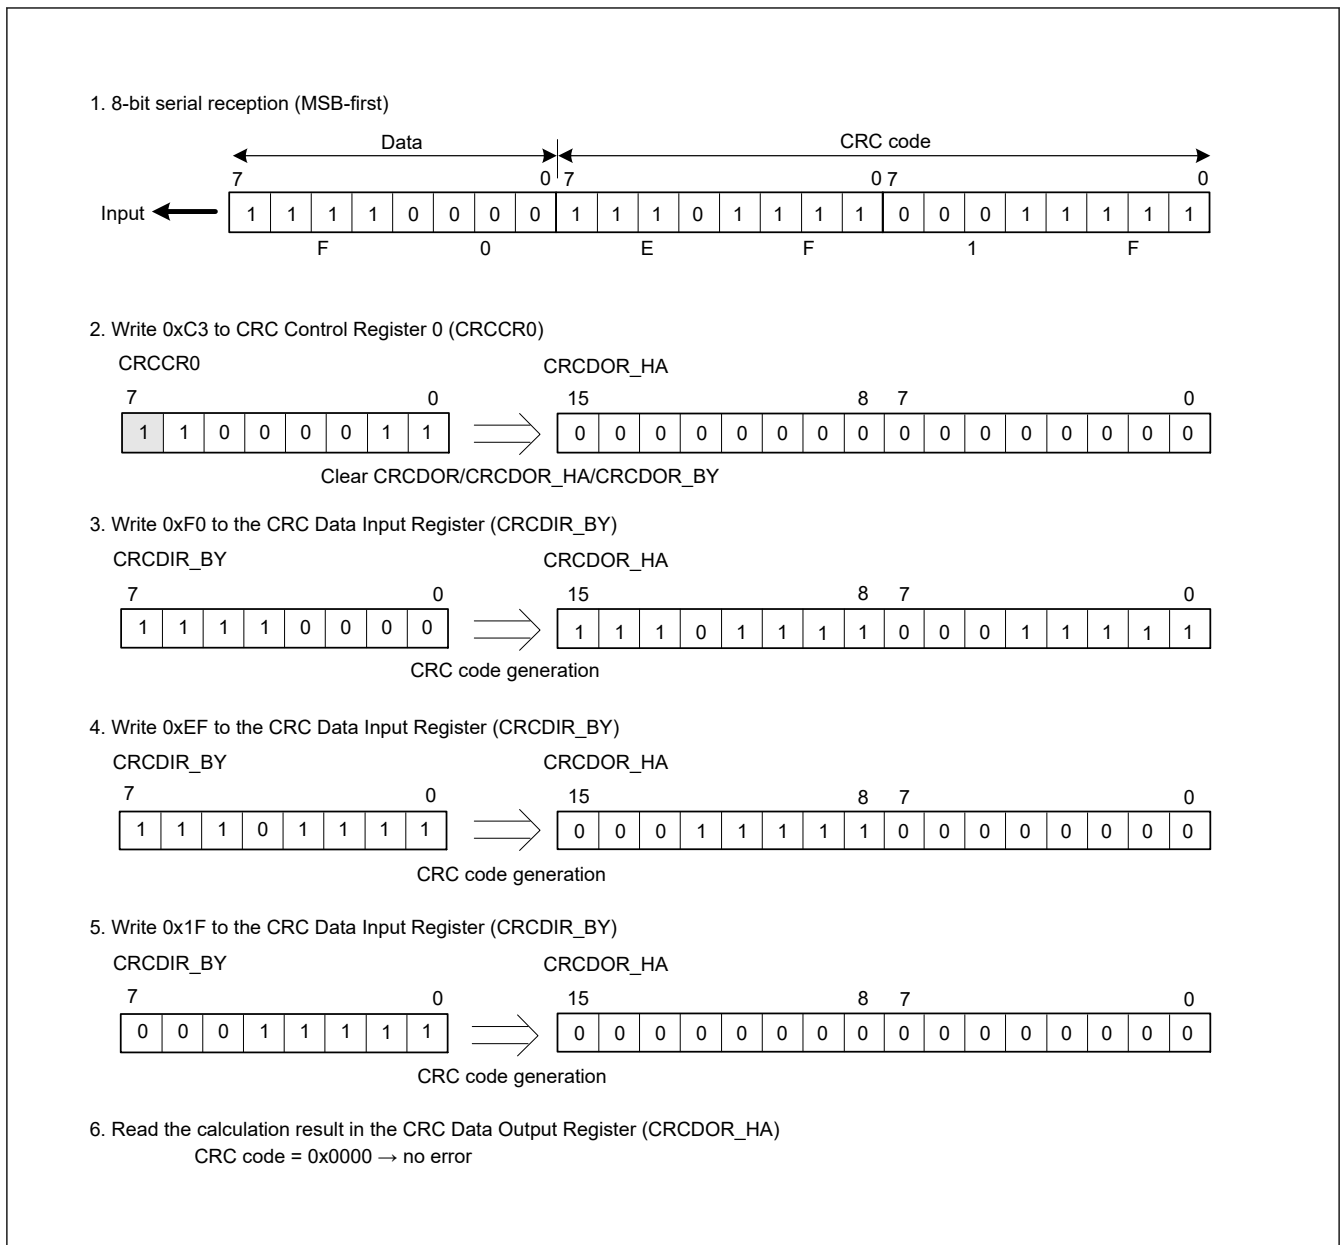 1. 8-bit serial reception (MSB-first)
Data CRC code
7 0 7 0 7 0
Input 1 1 1 1 0 0 0 0 1 1 1 0 1 1 1 1 0 0 0 1 1 1 1 1
F 0 E F 1 F
2. Write 0xC3 to CRC Control Register 0 (CRCCR0)
CRCCR0 CRCDOR_HA
7 0 15 8 7 0
1 1 0 0 0 0 1 1 0 0 0 0 0 0 0 0 0 0 0 0 0 0 0 0
Clear CRCDOR/CRCDOR_HA/CRCDOR_BY
3. Write 0xF0 to the CRC Data Input Register (CRCDIR_BY)
CRCDIR_BY CRCDOR_HA
7 0 15 8 7 0
1 1 1 1 0 0 0 0 1 1 1 0 1 1 1 1 0 0 0 1 1 1 1 1
CRC code generation
4. Write 0xEF to the CRC Data Input Register (CRCDIR_BY)
CRCDIR_BY CRCDOR_HA
7 0 15 8 7 0
1 1 1 0 1 1 1 1 0 0 0 1 1 1 1 1 0 0 0 0 0 0 0 0
CRC code generation
5. Write 0x1F to the CRC Data Input Register (CRCDIR_BY)
CRCDIR_BY CRCDOR_HA
7 0 15 8 7 0
0 0 0 1 1 1 1 1 0 0 0 0 0 0 0 0 0 0 0 0 0 0 0 0
CRC code generation
6. Read the calculation result in the CRC Data Output Register (CRCDOR_HA)
CRC code = 0x0000 → no error